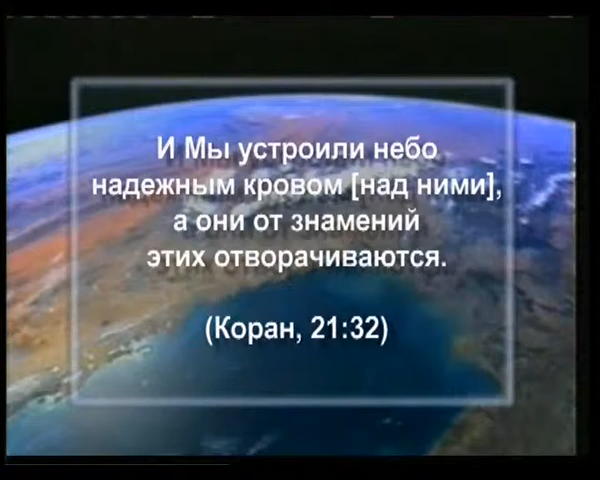 И Мы устроили небо
надежным кровом [над ними],
а они от знамений
этих отворачиваются.
(Коран, 21:32)